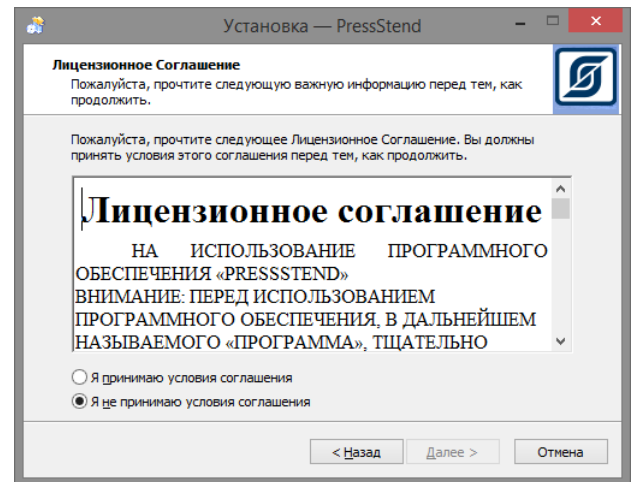 Установка — PressStend
Лицензионное Соглашение
Пожалуйста, прочтите следующую важную информацию перед тем, как
продолжить.
Пожалуйста, прочтите следующее Лицензионное Соглашение. Вы должны
принять условия этого соглашения перед тем, как продолжить.
Лицензионное соглашение
НА ИСПОЛЬЗОВАНИЕ ПРОГРАММНОГО
ОБЕСПЕЧЕНИЯ «PRESSSTEND»
ВНИМАНИЕ: ПЕРЕД ИСПОЛЬЗОВАНИЕМ
ПРОГРАММНОГО ОБЕСПЕЧЕНИЯ, В ДАЛЬНЕЙШЕМ
НАЗЫВАЕМОГО «ПРОГРАММА», ТЩАТЕЛЬНО
Я принимаю условия соглашения
Я не принимаю условия соглашения
< Назад Далее > Отмена